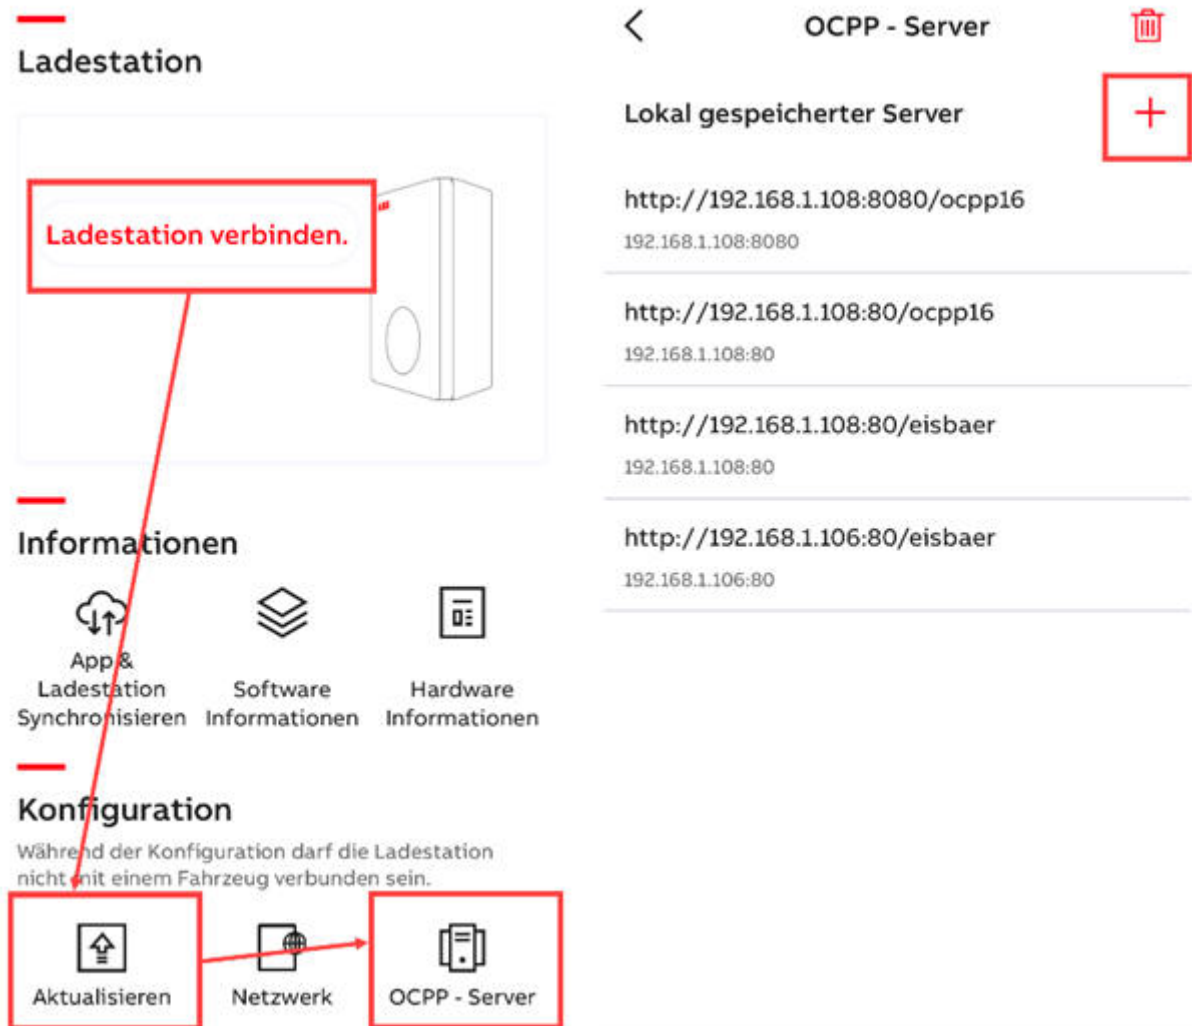 Ladestation
Ladestation verbinden.
Informationen
App &
Ladestation
Synchronisieren
Software
Informationen
Hardware
Informationen
Konfiguration
Während der Konfiguration darf die Ladestation
nicht mit einem Fahrzeug verbunden sein.
Aktualisieren
Netzwerk
OCPP - Server
OCPP - Server
Lokal gespeicherter Server
http://192.168.1.108:8080/ocpp16
192.168.1.108:8080
http://192.168.1.108:80/ocpp16
192.168.1.108:80
http://192.168.1.108:80/eisbaer
192.168.1.108:80
http://192.168.1.106:80/eisbaer
192.168.1.106:80